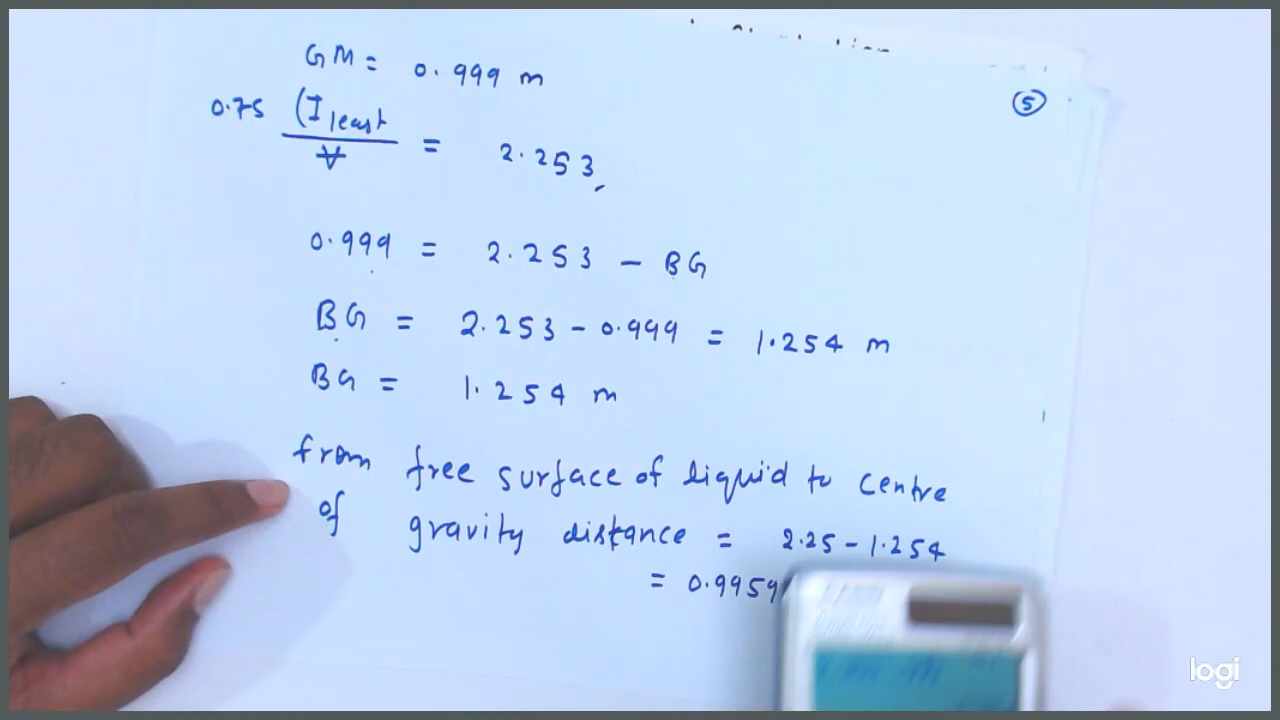 GM = 0.999 m
5
0.75 (I least
V = 2.253,
0.999 = 2.253 - BG
BG = 2.253 - 0.999 = 1.254 m
BG = 1.254 m
from free surface of liquid to centre
of gravity distance = 2.25 - 1.254
= 0.9959
logi